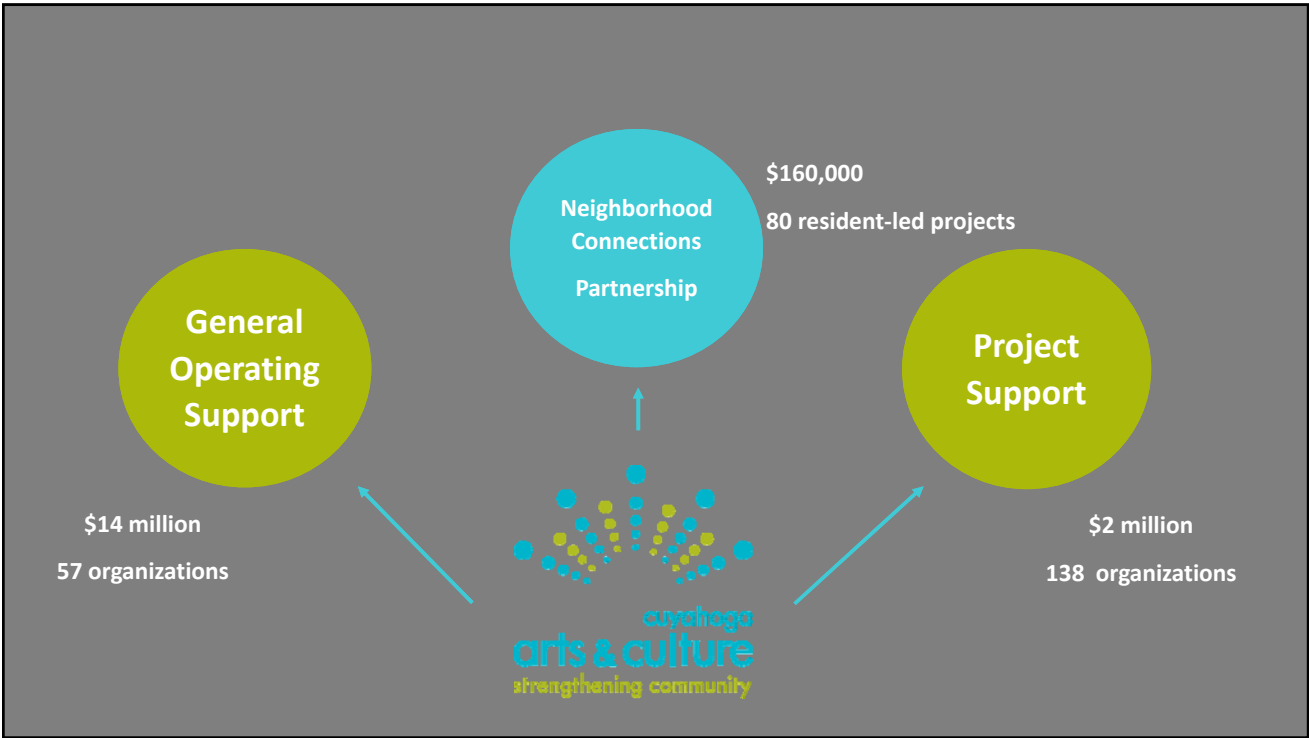 $160,000
80 resident-led projects
Neighborhood
Connections
Partnership
General
Operating
Support
Project
Support
$14 million
57 organizations
$2 million
138 organizations
cuyahoga
arts & culture
strengthening community